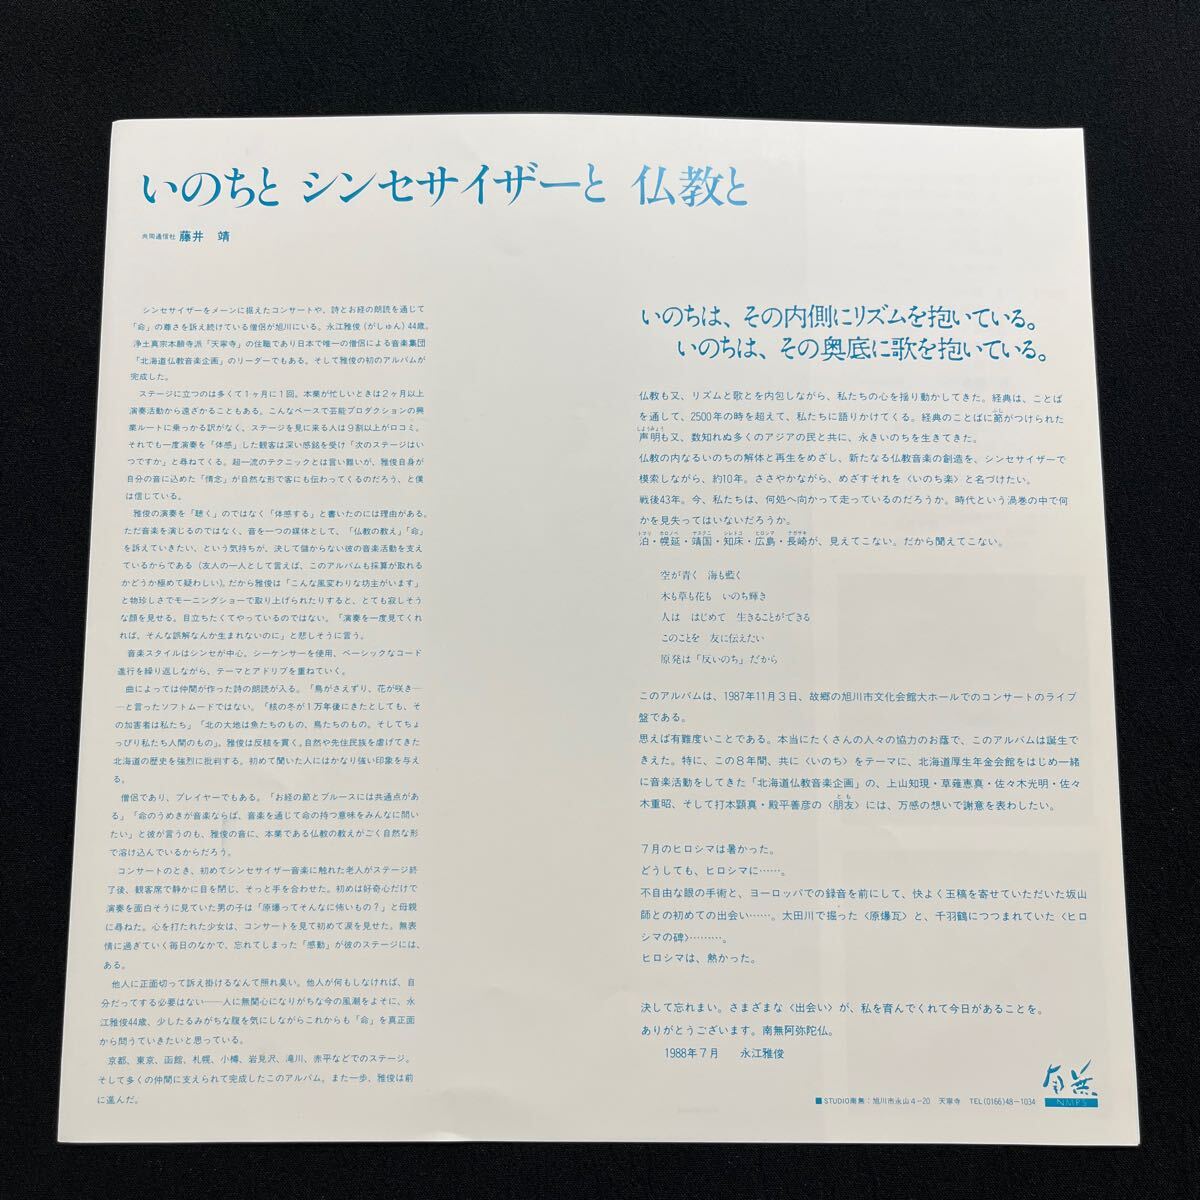 いのちと シンセサイザーと 仏教と
共同通信社 藤井 靖
シンセサイザーをメーンに据えたコンサートや、詩とお経の朗読を通じて
「命」の尊さを訴え続けている僧侶が旭川にいる。永江雅俊(がしゅん)44歳。
浄土真宗本願寺派「天寧寺」の住職であり日本で唯一の僧侶による音楽集団
「北海道仏教音楽企画」のリーダーでもある。そして雅俊の初のアルバムが
完成した。
ステージに立つのは多くて1ヶ月に1回。本業が忙しいときは2ヶ月以上
演奏活動から遠ざかることもある。こんなペースで芸能プロダクションの興
業ルートに乗っかる訳がなく、ステージを見に来る人は9割以上が口コミ。
それでも一度演奏を「体感」した観客は深い感銘を受け「次のステージはい
つですか」と尋ねてくる。超一流のテクニックとは言い難いが、雅俊自身が
自分の音に込めた「情念」が自然な形で客にも伝わってくるのだろう、と僕
は信じている。
雅俊の演奏を「聴く」のではなく「体感する」と書いたのには理由がある。
ただ音楽を演じるのではなく、音を一つの媒体として、「仏教の教え」「命」
を訴えていきたい、という気持ちが、決して儲からない彼の音楽活動を支え
ているからである(友人の一人として言えば、このアルバムも採算が取れる
かどうか極めて疑わしい)。だから雅俊は「こんな風変わりな坊主がいます」
と物珍しさでモーニングショーで取り上げられたりすると、とても寂しそう
な顔を見せる。目立ちたくてやっているのではない。「演奏を一度見てくれ
れば、そんな誤解なんか生まれないのに」と悲しそうに言う。
音楽スタイルはシンセが中心。シーケンサーを使用、ベーシックなコード
進行を繰り返しながら、テーマとアドリブを重ねていく。
曲によっては仲間が作った詩の朗読が入る。「鳥がさえずり、花が咲き─
─と言ったソフトムードではない。「核の冬が1万年後にきたとしても、そ
の加害者は私たち」「北の大地は魚たちのもの、鳥たちのもの。そしてちょ
っぴり私たち人間のもの」。雅俊は反核を貫く。自然や先住民族を虐げてきた
北海道の歴史を強烈に批判する。初めて聞いた人にはかなり強い印象を与え
る。
僧侶であり、プレイヤーでもある。「お経の節とブルースには共通点があ
る」「命のうめきが音楽ならば、音楽を通じて命の持つ意味をみんなに問い
たい」と彼が言うのも、雅俊の音に、本業である仏教の教えがごく自然な形
で溶け込んでいるからだろう。
コンサートのとき、初めてシンセサイザー音楽に触れた老人がステージ終
了後、観客席で静かに目を閉じ、そっと手を合わせた。初めは好奇心だけで
演奏を面白そうに見ていた男の子は「原爆ってそんなに怖いもの?」と母親
に尋ねた。心を打たれた少女は、コンサートを見て初めて涙を見せた。無表
情に過ぎていく毎日のなかで、忘れてしまった「感動」が彼のステージには、
ある。
他人に正面切って訴え掛けるなんて照れ臭い。他人が何もしなければ、自
分だってする必要はない──人に無関心になりがちな今の風潮をよそに、永
江雅俊44歳、少したるみがちな腹を気にしながらこれからも「命」を真正面
から問うていきたいと思っている。
京都、東京、函館、札幌、小樽、岩見沢、滝川、赤平などでのステージ。
そして多くの仲間に支えられて完成したこのアルバム。また一歩、雅俊は前
に進んだ。
いのちは、その内側にリズムを抱いている。
いのちは、その奥底に歌を抱いている。
仏教も又、リズムと歌とを内包しながら、私たちの心を揺り動かしてきた。経典は、ことば
を通して、2500年の時を超えて、私たちに語りかけてくる。経典のことばに節がつけられた
ふし
しょうみょう
声明も又、数知れぬ多くのアジアの民と共に、永きいのちを生きてきた。
仏教の内なるいのちの解体と再生をめざし、新たなる仏教音楽の創造を、シンセサイザーで
模索しながら、約10年。ささやかながら、めざすそれを〈いのち楽〉と名づけたい。
戦後43年。今、私たちは、何処へ向かって走っているのだろうか。時代という渦巻の中で何
かを見失ってはいないだろうか。
トマリ ホロノベ ヤスクニ シレトコ ヒロシマ ナガサキ
泊・幌延・靖国・知床・広島・長崎が、見えてこない。だから聞えてこない。
空が青く 海も藍く
木も草も花も いのち輝き
人は はじめて 生きることができる
このことを 友に伝えたい
原発は「反いのち」だから
このアルバムは、1987年11月3日、故郷の旭川市文化会館大ホールでのコンサートのライブ
盤である。
思えば有難度いことである。本当にたくさんの人々の協力のお蔭で、このアルバムは誕生で
きえた。特に、この8年間、共に〈いのち〉をテーマに、北海道厚生年金会館をはじめ一緒
に音楽活動をしてきた「北海道仏教音楽企画」の、上山知現・草薙恵真・佐々木光明・佐々
木重昭、そして打本顕真・殿平善彦の〈朋友〉には、万感の想いで謝意を表わしたい。
とも
7月のヒロシマは暑かった。
どうしても、ヒロシマに……。
不自由な眼の手術と、ヨーロッパでの録音を前にして、快よく玉稿を寄せていただいた坂山
師との初めての出会い……。太田川で掘った〈原爆瓦〉と、千羽鶴につつまれていた〈ヒロ
シマの碑〉………。
ヒロシマは、熱かった。
決して忘れまい。さまざまな〈出会い〉が、私を育んでくれて今日があることを。
ありがとうございます。南無阿弥陀仏。
1988年7月 永江雅俊
■STUDIO南無:旭川市永山4-20 天寧寺 TEL(0166)48-1034
南無
NMPS